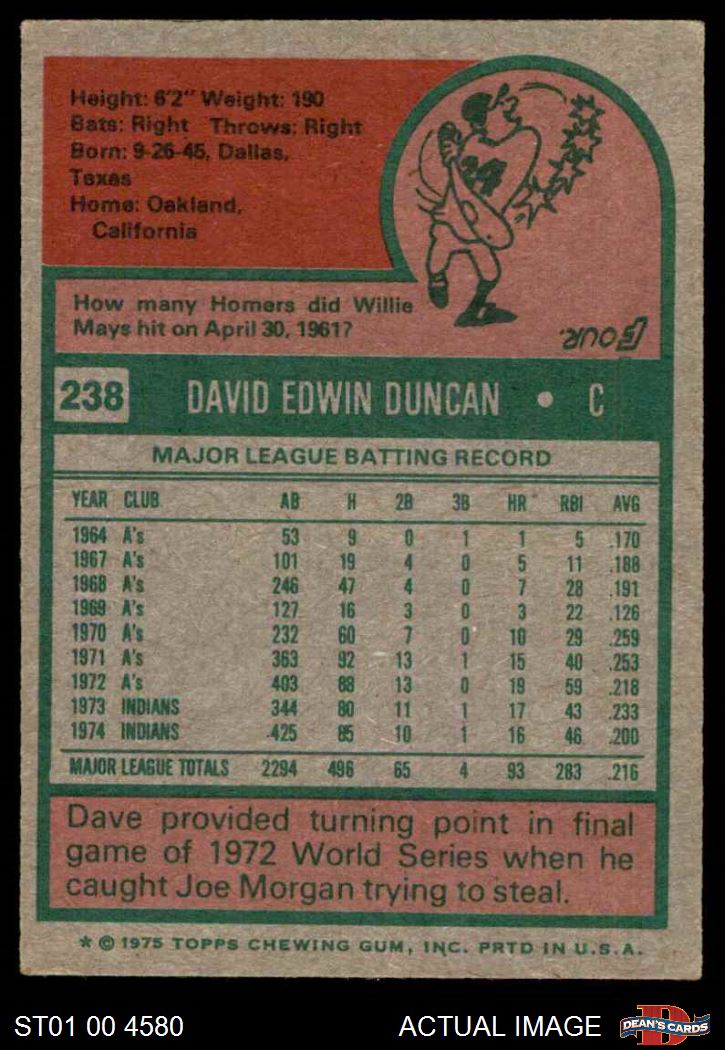 Height: 6'2" Weight: 190
Bats: Right Throws: Right
Born: 9-26-45, Dallas,
Texas
Home: Oakland,
California
24
How many Homers did Willie
Mays hit on April 30, 1961?
Four.
238 DAVID EDWIN DUNCAN • C
MAJOR LEAGUE BATTING RECORD
YEAR CLUB AB H 2B 3B HR RBI AVG
1964 A's 53 9 0 1 1 5 .170
1967 A's 101 19 4 0 5 11 .188
1968 A's 246 47 4 0 7 28 .191
1969 A's 127 16 3 0 3 22 .126
1970 A's 232 60 7 0 10 29 .259
1971 A's 363 92 13 1 15 40 .253
1972 A's 403 88 13 0 19 59 .218
1973 INDIANS 344 80 11 1 17 43 .233
1974 INDIANS 425 85 10 1 16 46 .200
MAJOR LEAGUE TOTALS 2294 496 65 4 93 283 .216
Dave provided turning point in final
game of 1972 World Series when he
caught Joe Morgan trying to steal.
* © 1975 TOPPS CHEWING GUM, INC. PRTD IN U.S.A.
ST01 00 4580 ACTUAL IMAGE D DEAN'S CARDS